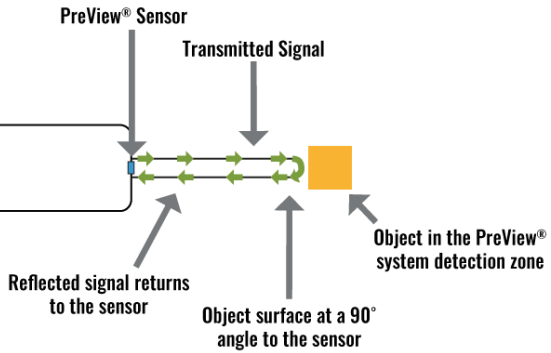 PreView® Sensor
Transmitted Signal
Object in the PreView®
system detection zone
Reflected signal returns
to the sensor
Object surface at a 90°
angle to the sensor